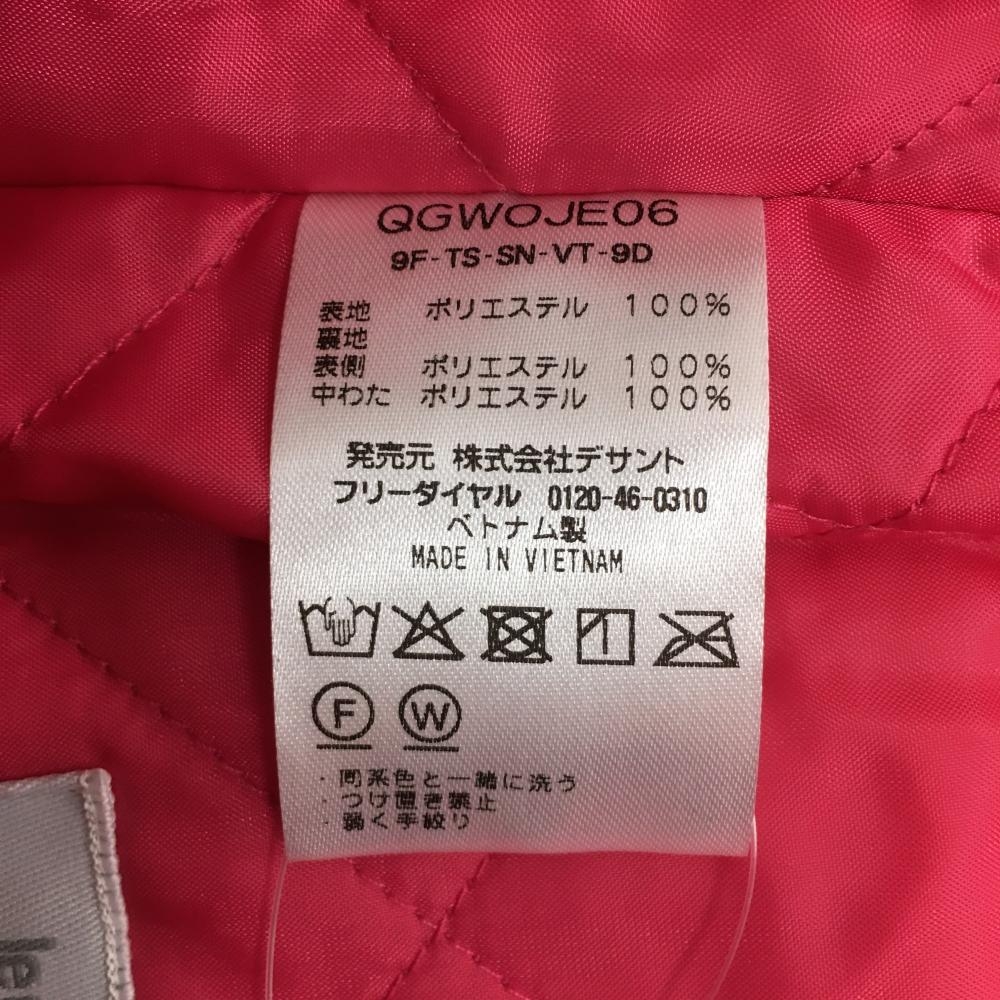 QGWOJE06
9F-TS-SN-VT-9D
表地 ポリエステル 100%
裏地
表側 ポリエステル 100%
中わた ポリエステル 100%
発売元 株式会社デサント
フリーダイヤル 0120-46-0310
ベトナム製
MADE IN VIETNAM
F W
・同系色と一緒に洗う
・つけ置き禁止
・弱く手絞り